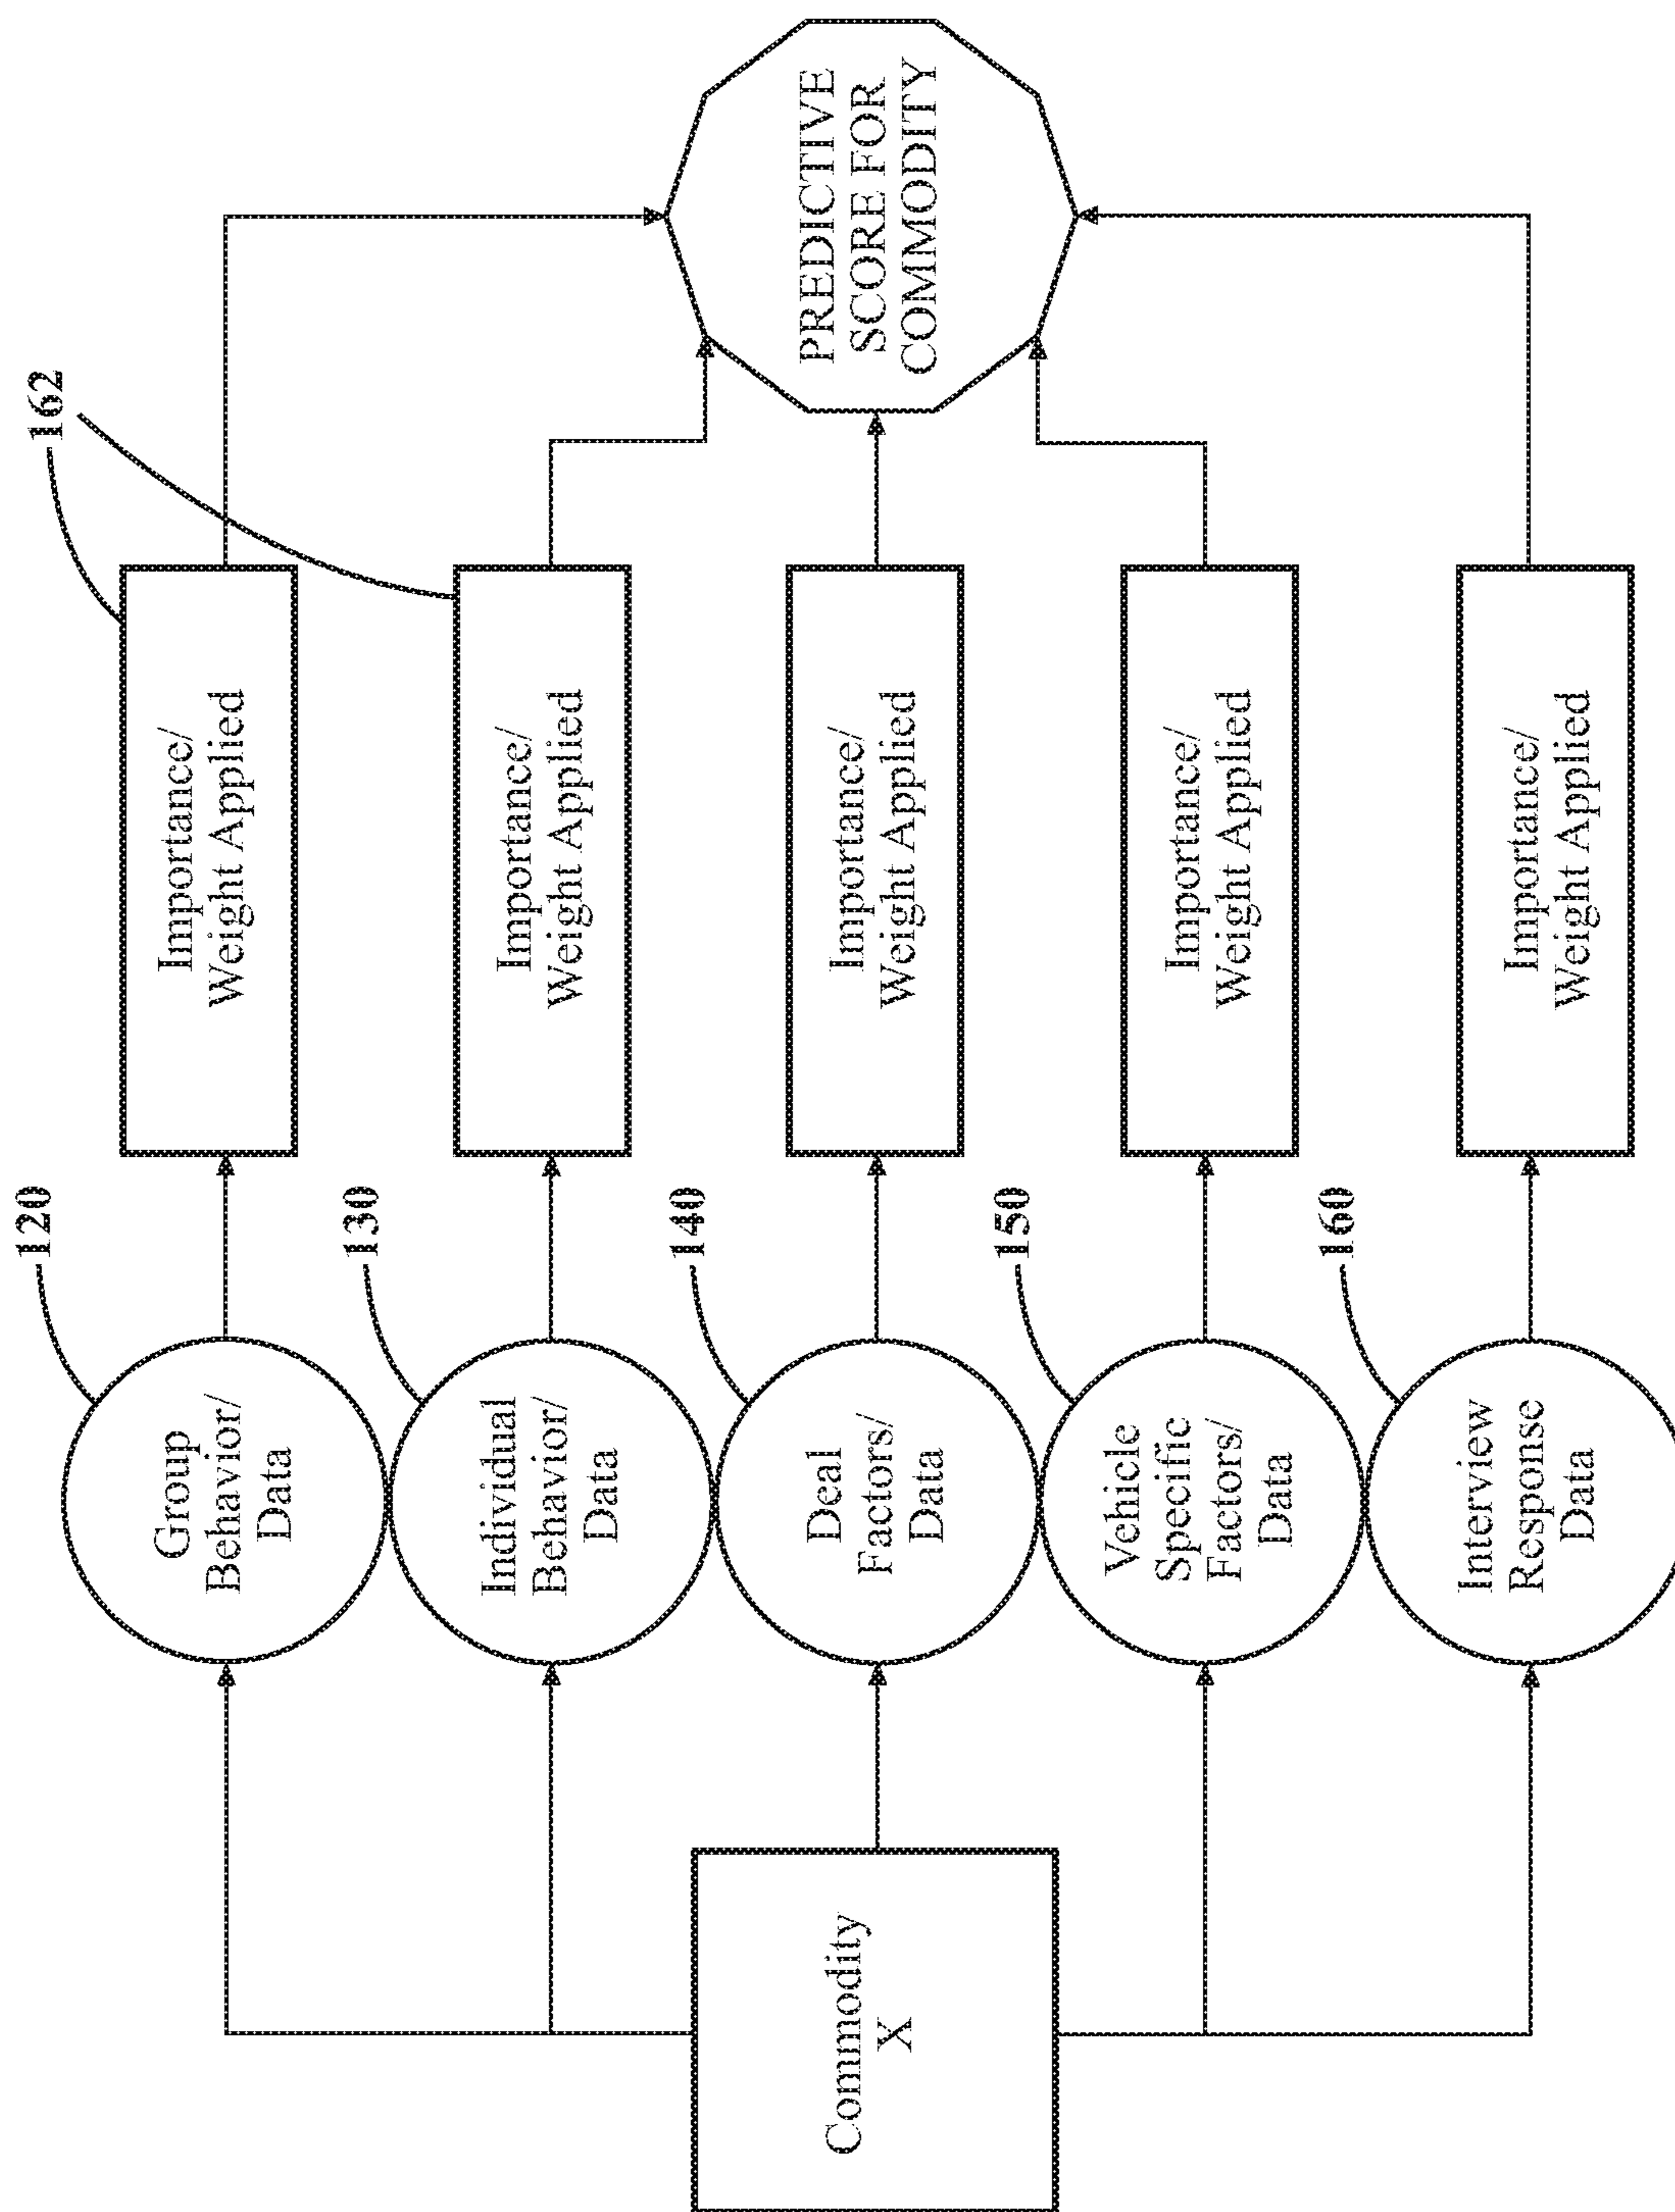 Commodity
X
120
Group
Behavior/
Data
130
Individual
Behavior/
Data
140
Deal
Factors/
Data
150
Vehicle
Specific
Factors/
Data
160
Interview
Response
Data
162
Importance/
Weight Applied
Importance/
Weight Applied
Importance/
Weight Applied
Importance/
Weight Applied
Importance/
Weight Applied
PREDICTIVE
SCORE FOR
COMMODITY